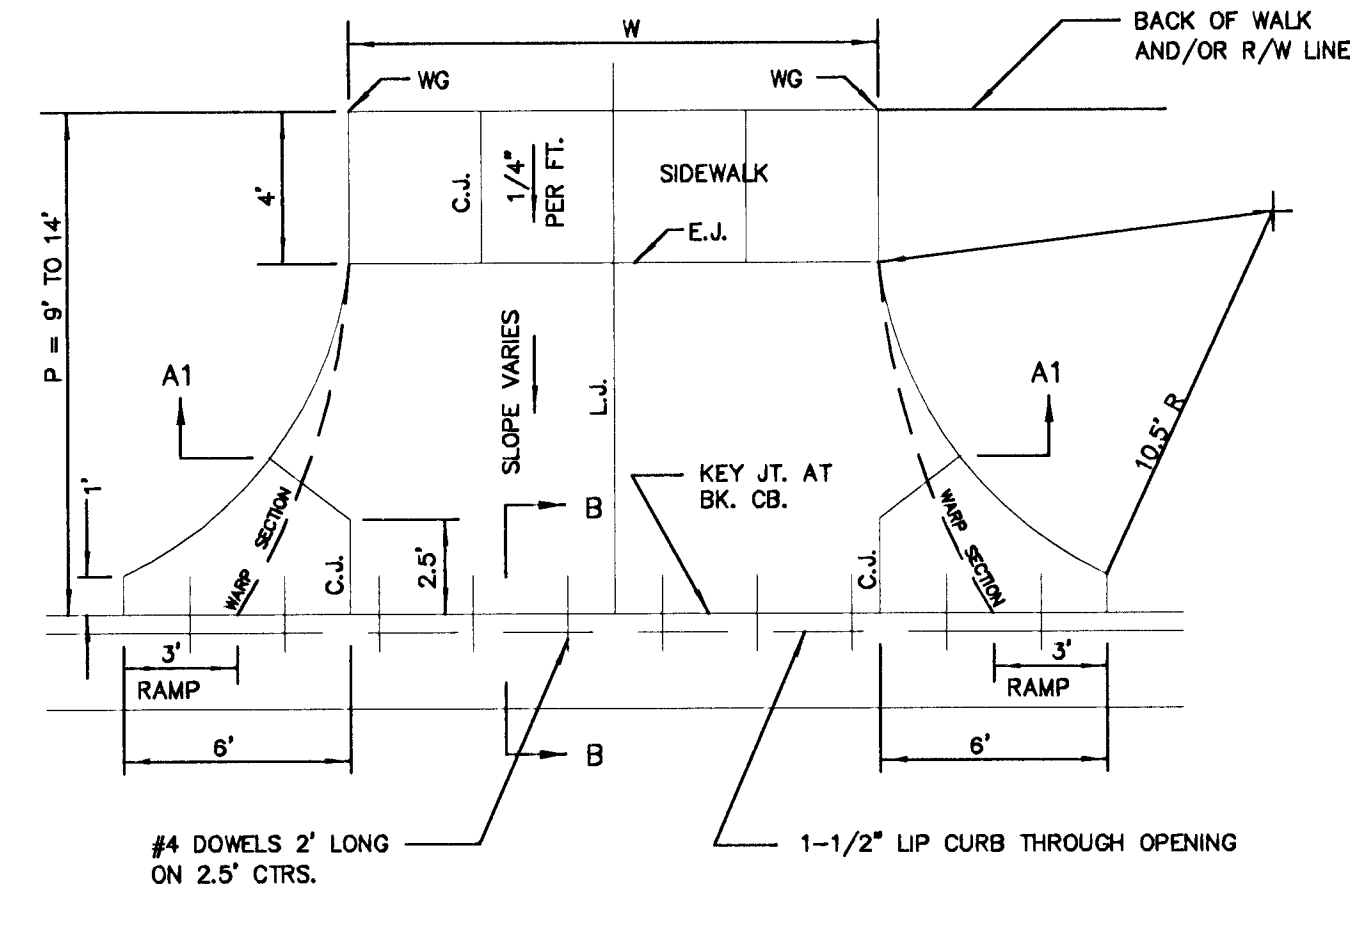 W
BACK OF WALK
AND/OR R/W LINE
WG
WG
4'
C.J.
1/4"
PER FT.
SIDEWALK
E.J.
P = 9' TO 14'
A1
SLOPE VARIES
L.J.
A1
10.5' R
1'
WARP SECTION
C.J.
2.5'
B
KEY JT. AT
BK. CB.
C.J.
WARP SECTION
3'
RAMP
3'
RAMP
6'
B
6'
#4 DOWELS 2' LONG
ON 2.5' CTRS.
1-1/2" LIP CURB THROUGH OPENING